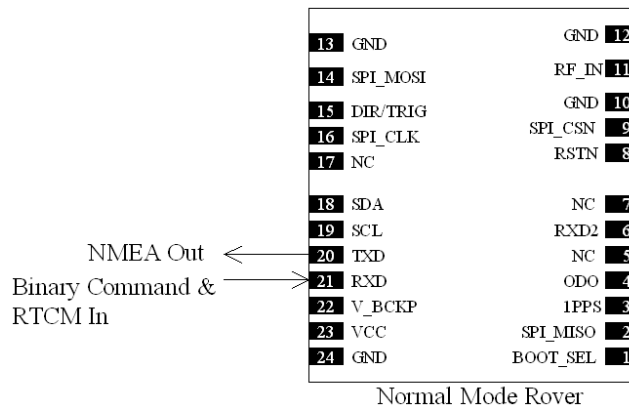 13 GND
GND 12
14 SPI_MOSI
RF_IN 11
15 DIR/TRIG
GND 10
16 SPI_CLK
SPI_CSN 9
17 NC
RSTN 8
18 SDA
NC 7
19 SCL
RXD2 6
NMEA Out
20 TXD
NC 5
Binary Command &
RTCM In
21 RXD
ODO 4
22 V_BCKP
1PPS 3
23 VCC
SPI_MISO 2
24 GND
BOOT_SEL 1
Normal Mode Rover